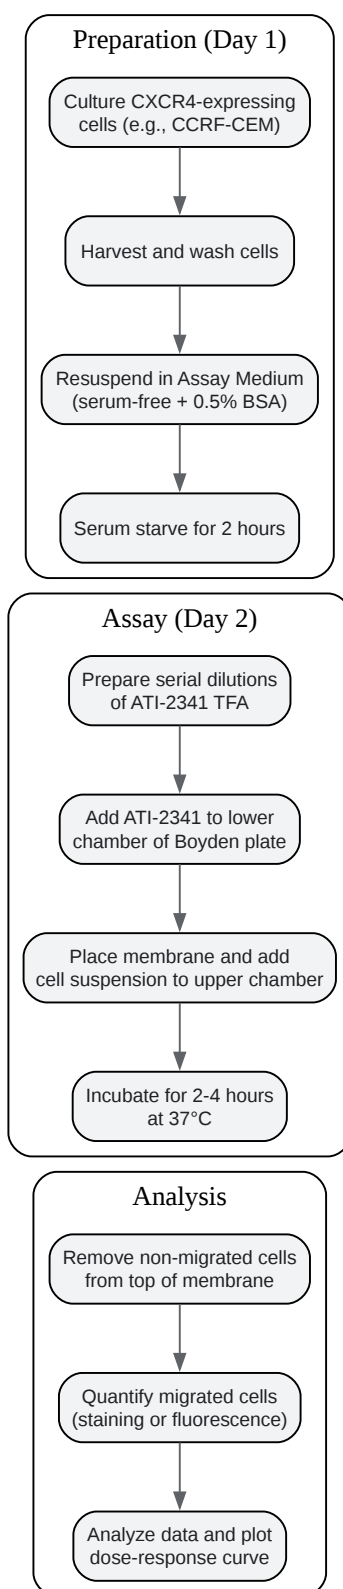 Preparation (Day 1)
Culture CXCR4-expressing
cells (e.g., CCRF-CEM)
Harvest and wash cells
Resuspend in Assay Medium
(serum-free + 0.5% BSA)
Serum starve for 2 hours
Assay (Day 2)
Prepare serial dilutions
of ATI-2341 TFA
Add ATI-2341 to lower
chamber of Boyden plate
Place membrane and add
cell suspension to upper chamber
Incubate for 2-4 hours
at 37°C
Analysis
Remove non-migrated cells
from top of membrane
Quantify migrated cells
(staining or fluorescence)
Analyze data and plot
dose-response curve